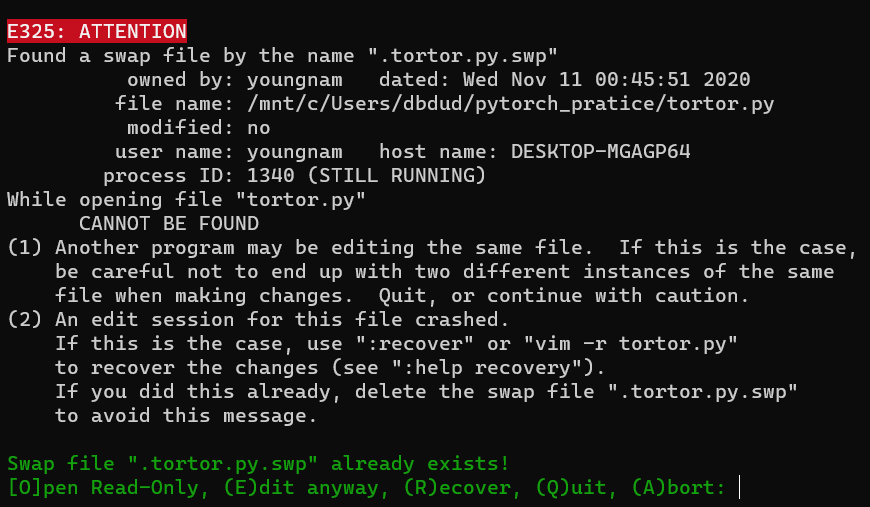 E325: ATTENTION
Found a swap file by the name ".tortor.py.swp"
          owned by: youngnam   dated: Wed Nov 11 00:45:51 2020
         file name: /mnt/c/Users/dbdud/pytorch_pratice/tortor.py
          modified: no
         user name: youngnam   host name: DESKTOP-MGAGP64
        process ID: 1340 (STILL RUNNING)
While opening file "tortor.py"
      CANNOT BE FOUND
(1) Another program may be editing the same file.  If this is the case,
    be careful not to end up with two different instances of the same
    file when making changes.  Quit, or continue with caution.
(2) An edit session for this file crashed.
    If this is the case, use ":recover" or "vim -r tortor.py"
    to recover the changes (see ":help recovery").
    If you did this already, delete the swap file ".tortor.py.swp"
    to avoid this message.
Swap file ".tortor.py.swp" already exists!
[O]pen Read-Only, (E)dit anyway, (R)ecover, (Q)uit, (A)bort: